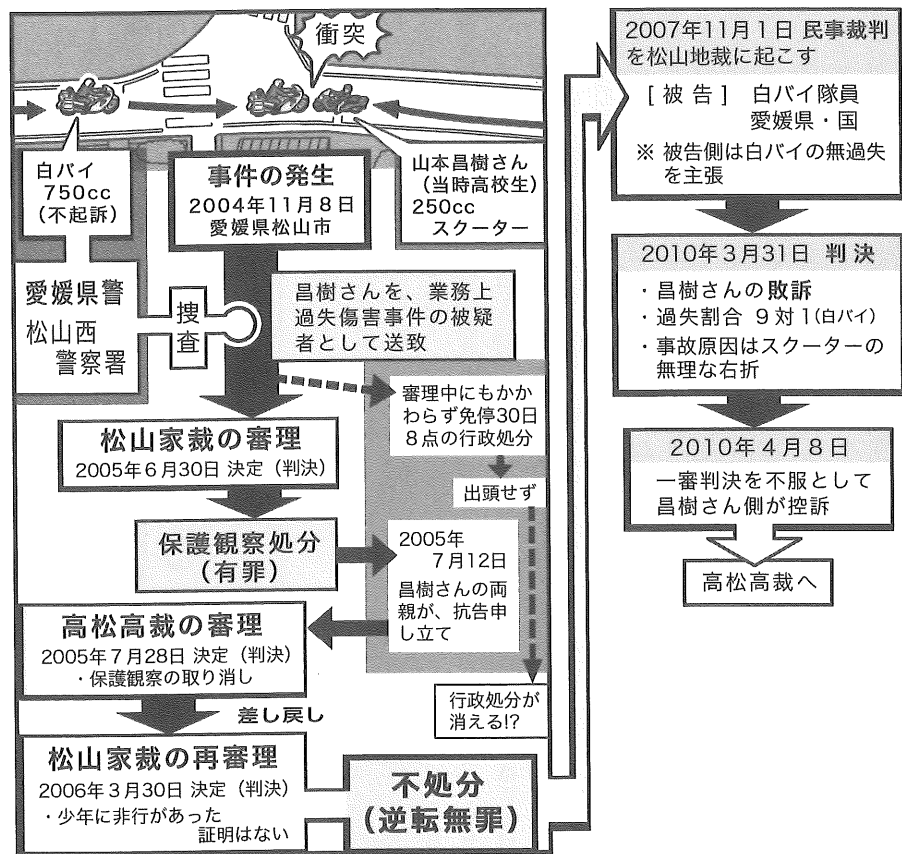 衝突
白バイ
750cc
(不起訴)
事件の発生
2004年11月8日
愛媛県松山市
山本昌樹さん
(当時高校生)
250cc
スクーター
愛媛県警
松山西
警察署
捜査
昌樹さんを、業務上
過失傷害事件の被疑
者として送致
審理中にもかか
わらず免停30日
8点の行政処分
出頭せず
松山家裁の審理
2005年6月30日 決定(判決)
保護観察処分
(有罪)
2005年
7月12日
昌樹さんの両
親が、抗告申
し立て
高松高裁の審理
2005年7月28日 決定(判決)
・保護観察の取り消し
差し戻し
行政処分が
消える!?
松山家裁の再審理
2006年3月30日 決定(判決)
・少年に非行があった
証明はない
不処分
(逆転無罪)
2007年11月1日 民事裁判
を松山地裁に起こす
[被告] 白バイ隊員
愛媛県・国
※ 被告側は白バイの無過失
を主張
2010年3月31日 判決
・昌樹さんの敗訴
・過失割合 9対1(白バイ)
・事故原因はスクーターの
無理な右折
2010年4月8日
一審判決を不服として
昌樹さん側が控訴
高松高裁へ